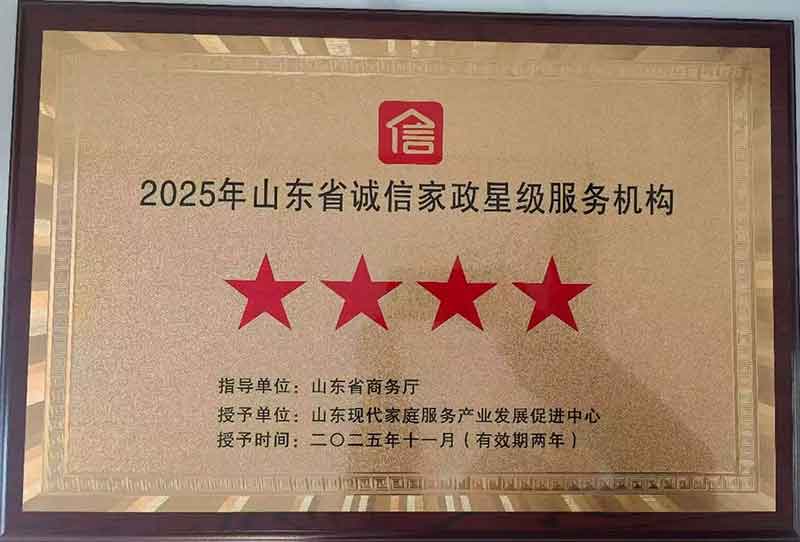 信
2025年山东省诚信家政星级服务机构
指导单位：山东省商务厅
授予单位：山东现代家庭服务产业发展促进中心
授予时间：二〇二五年十一月（有效期两年）